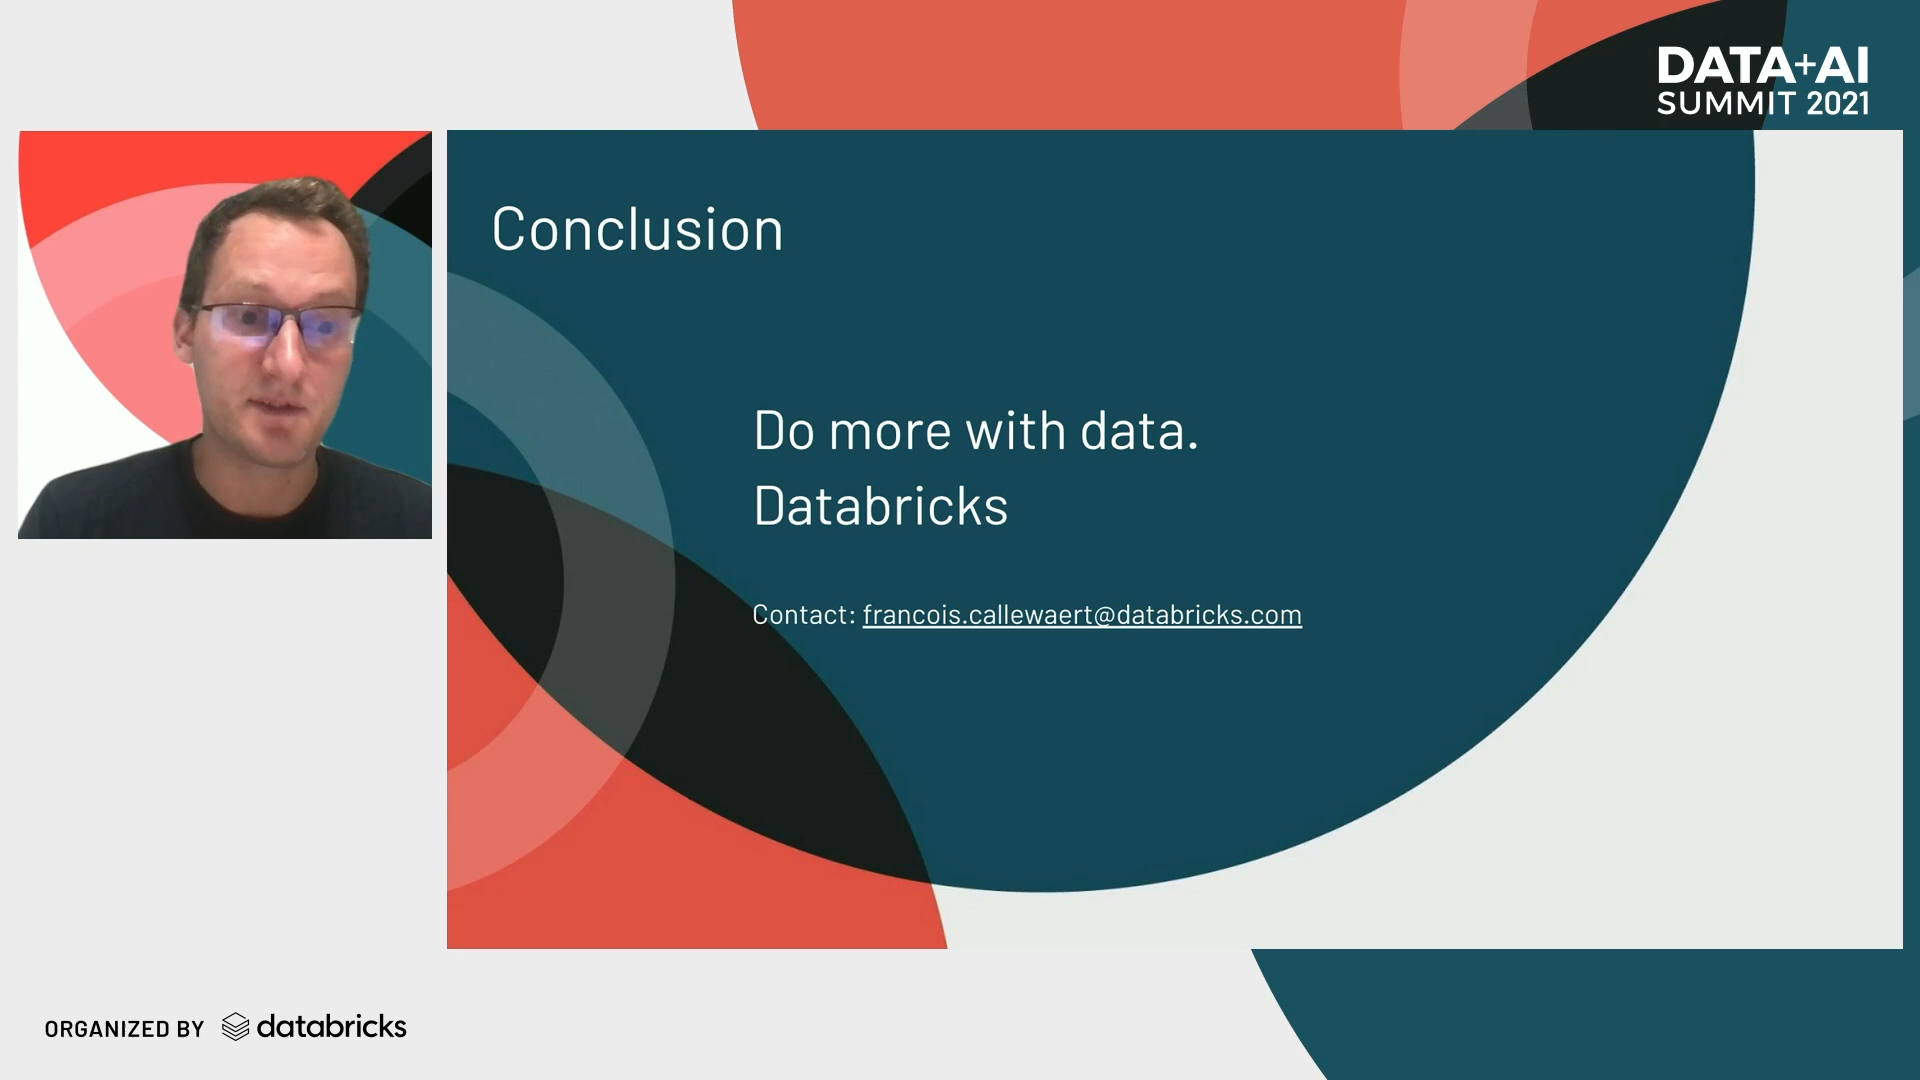 DATA+AI
SUMMIT 2021
Conclusion
Do more with data.
Databricks
Contact: francois.callewaert@databricks.com
ORGANIZED BY databricks